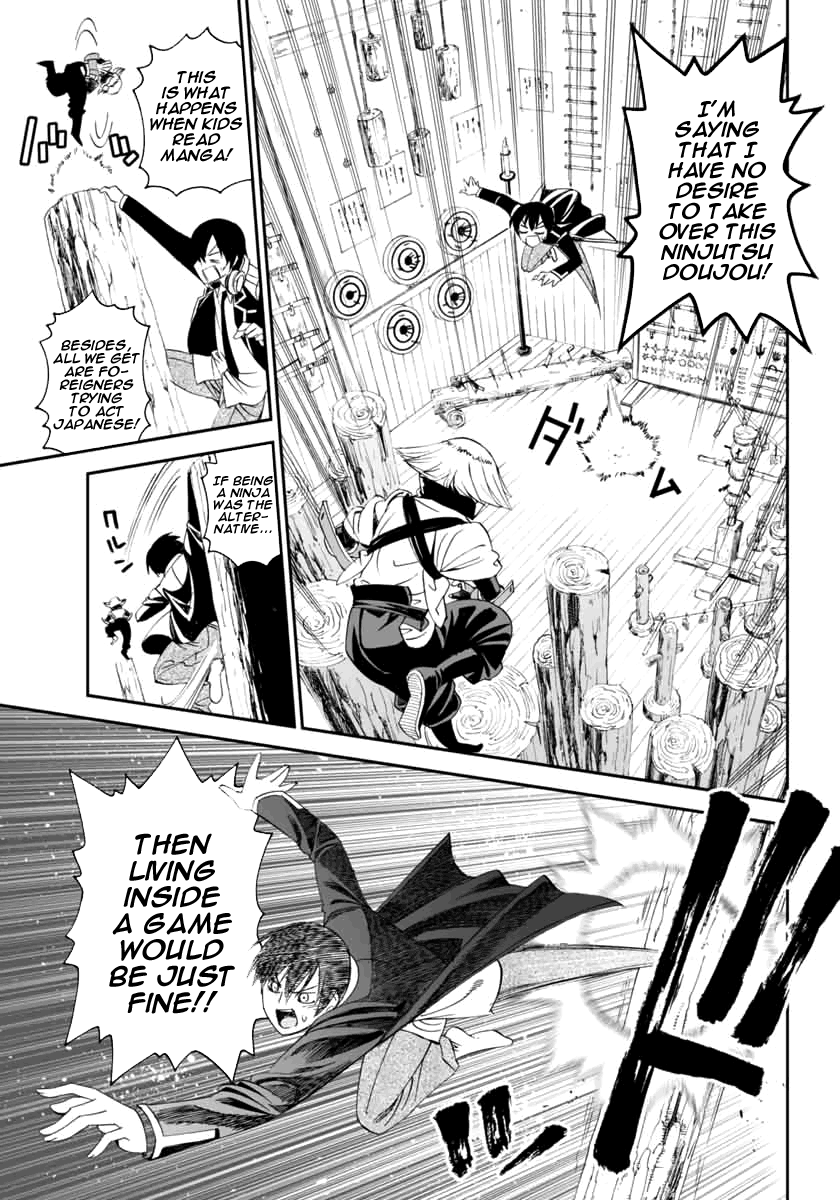 I'M
SAYING
THAT I
HAVE NO
DESIRE
TO TAKE
OVER THIS
NINJUTSU
DOUJOU!
ダ
ム
THIS
IS WHAT
HAPPENS
WHEN KIDS
READ
MANGA!
BESIDES,
ALL WE GET
ARE FO-
REIGNERS
TRYING
TO ACT
JAPANESE!
IF BEING
A NINJA
WAS THE
ALTER-
NATIVE...
クルン
THEN
LIVING
INSIDE
A GAME
WOULD
BE JUST
FINE!!